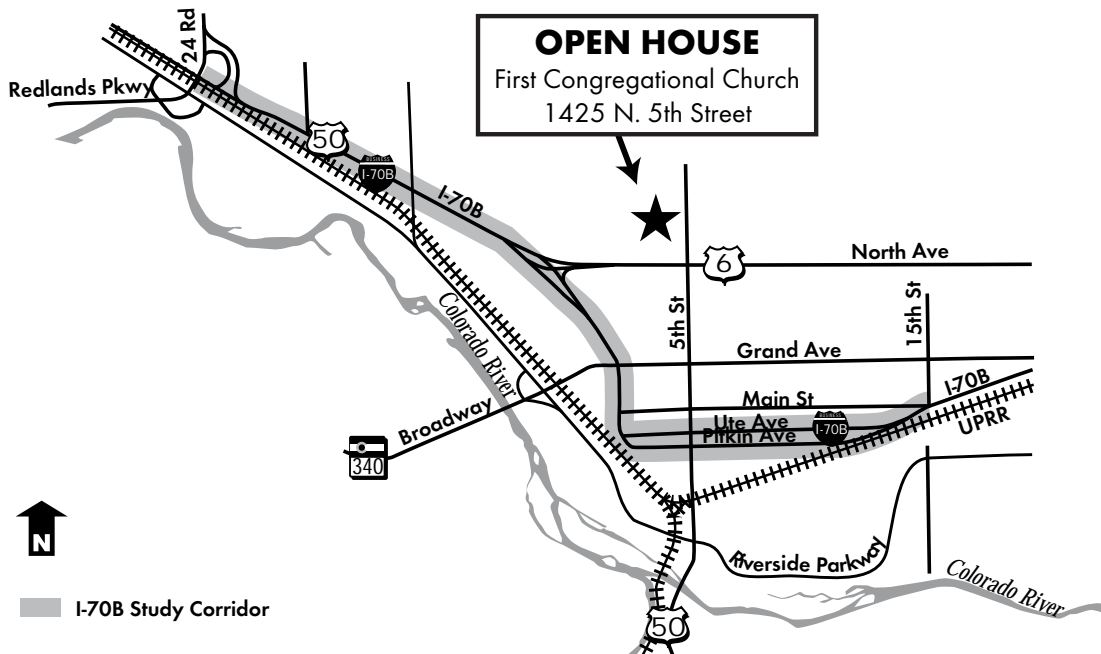 24 Rd
OPEN HOUSE
First Congregational Church
1425 N. 5th Street
Redlands Pkwy
50
BUSINESS
I-70B
I-70B
6
North Ave
5th St
15th St
Colorado River
Grand Ave
I-70B
Main St
Ute Ave
BUSINESS
I-70B
Pitkin Ave
UPRR
Broadway
340
N
Riverside Parkway
Colorado River
I-70B Study Corridor
50